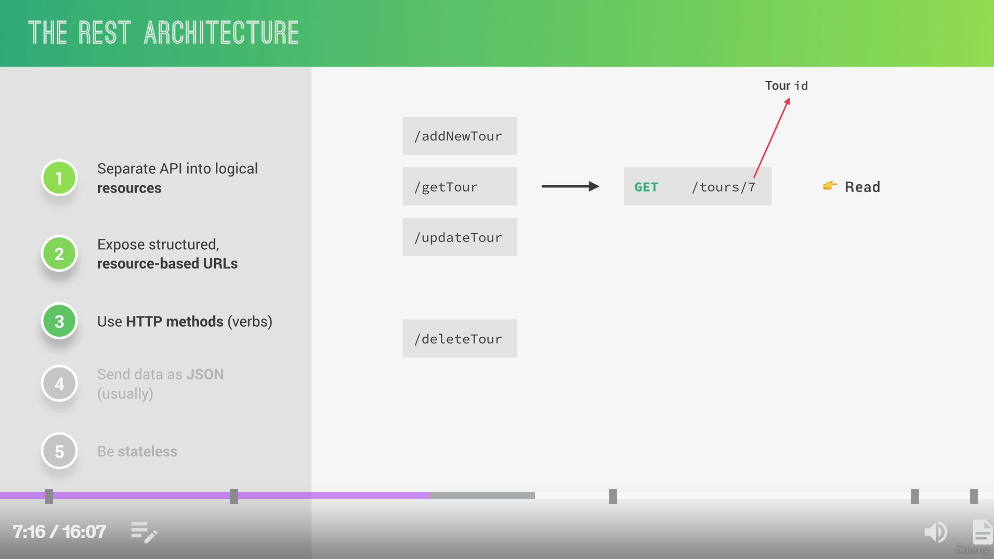 THE REST ARCHITECTURE
Tour id
1
Separate API into logical
resources
2
Expose structured,
resource-based URLs
3
Use HTTP methods (verbs)
4
Send data as JSON
(usually)
5
Be stateless
/addNewTour
/getTour
GET /tours/7
Read
/updateTour
/deleteTour
7:16 / 16:07
Udemy